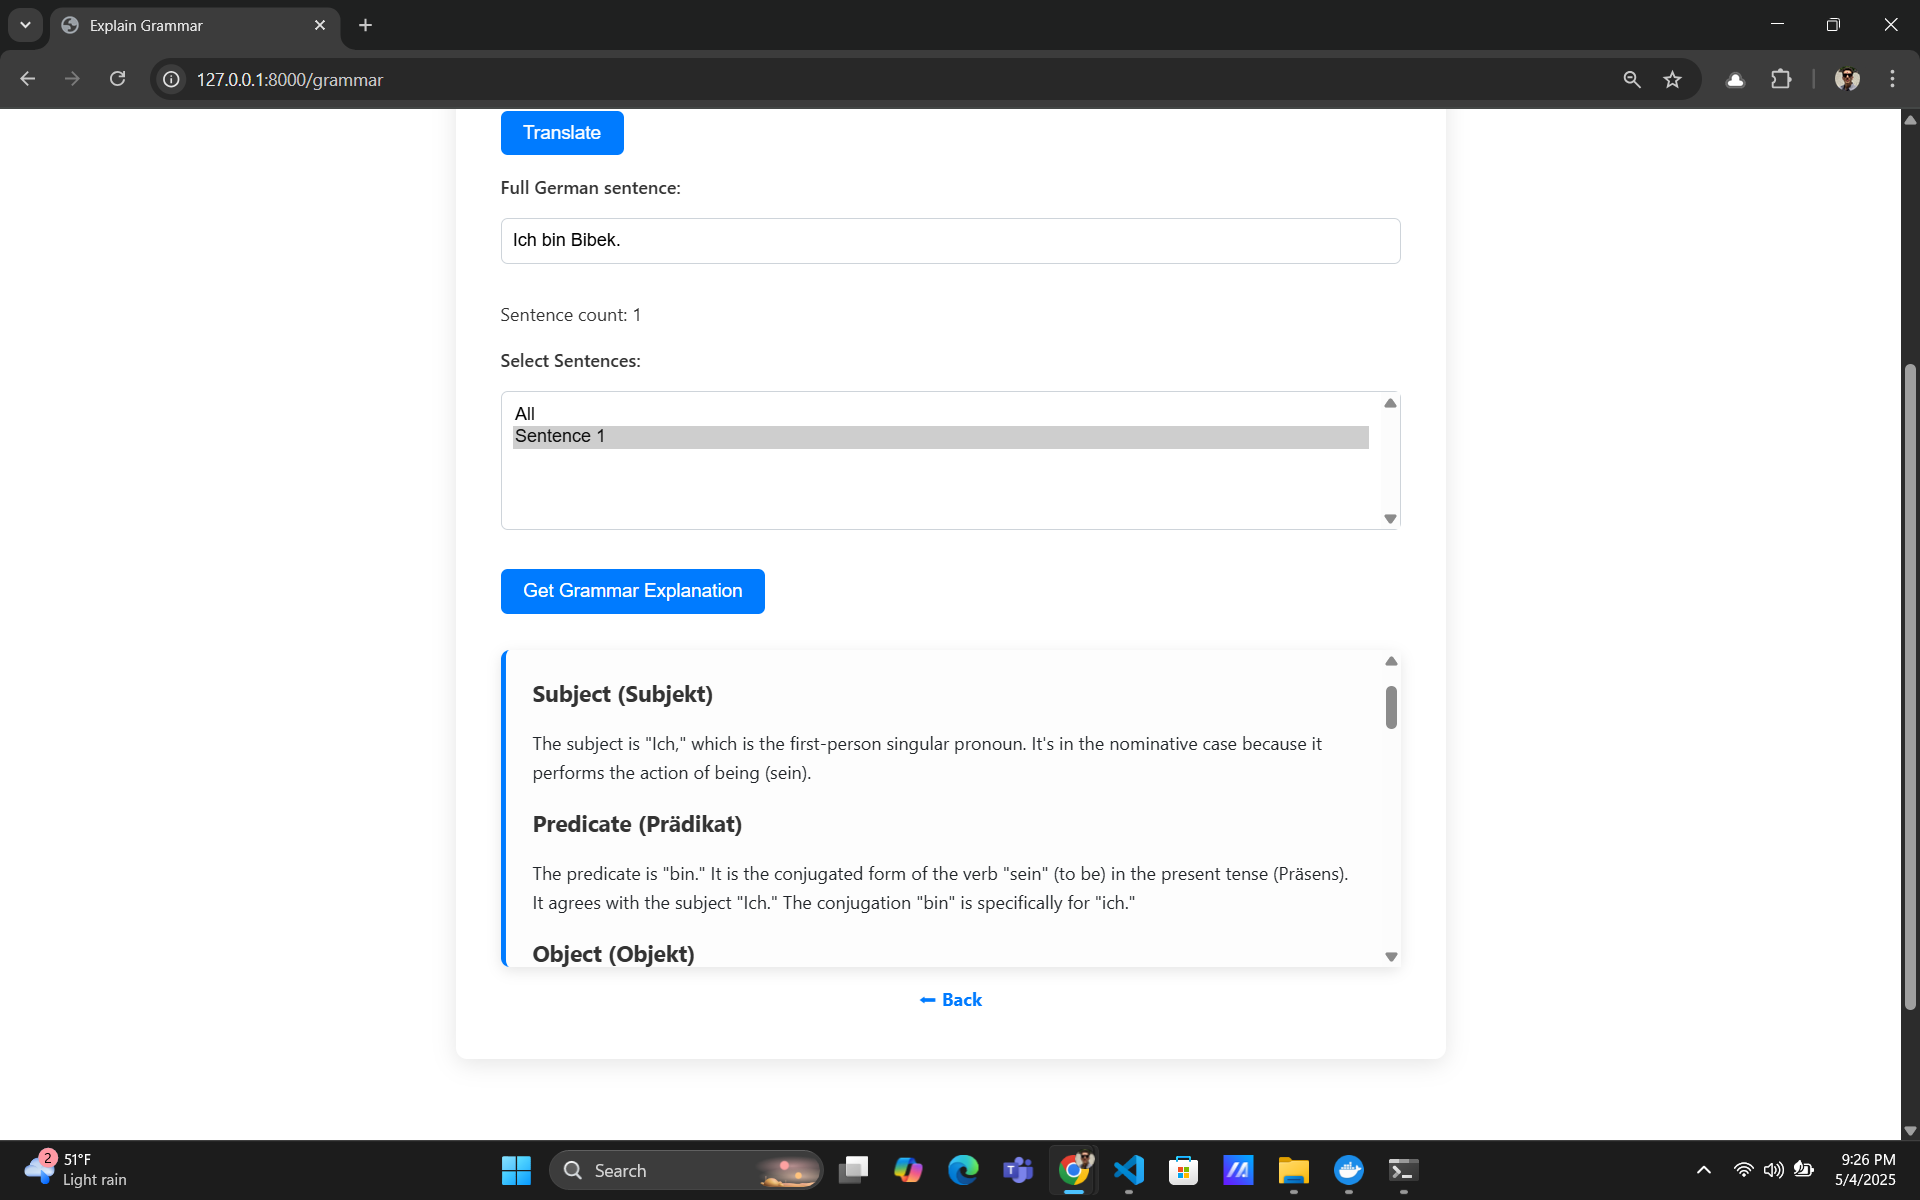 Explain Grammar
127.0.0.1:8000/grammar
Translate
Full German sentence:
Ich bin Bibek.
Sentence count: 1
Select Sentences:
All
Sentence 1
Get Grammar Explanation
Subject (Subjekt)
The subject is "Ich," which is the first-person singular pronoun. It's in the nominative case because it
performs the action of being (sein).
Predicate (Prädikat)
The predicate is "bin." It is the conjugated form of the verb "sein" (to be) in the present tense (Präsens).
It agrees with the subject "Ich." The conjugation "bin" is specifically for "ich."
Object (Objekt)
⬅ Back
2
51°F
Light rain
Search
9:26 PM
5/4/2025